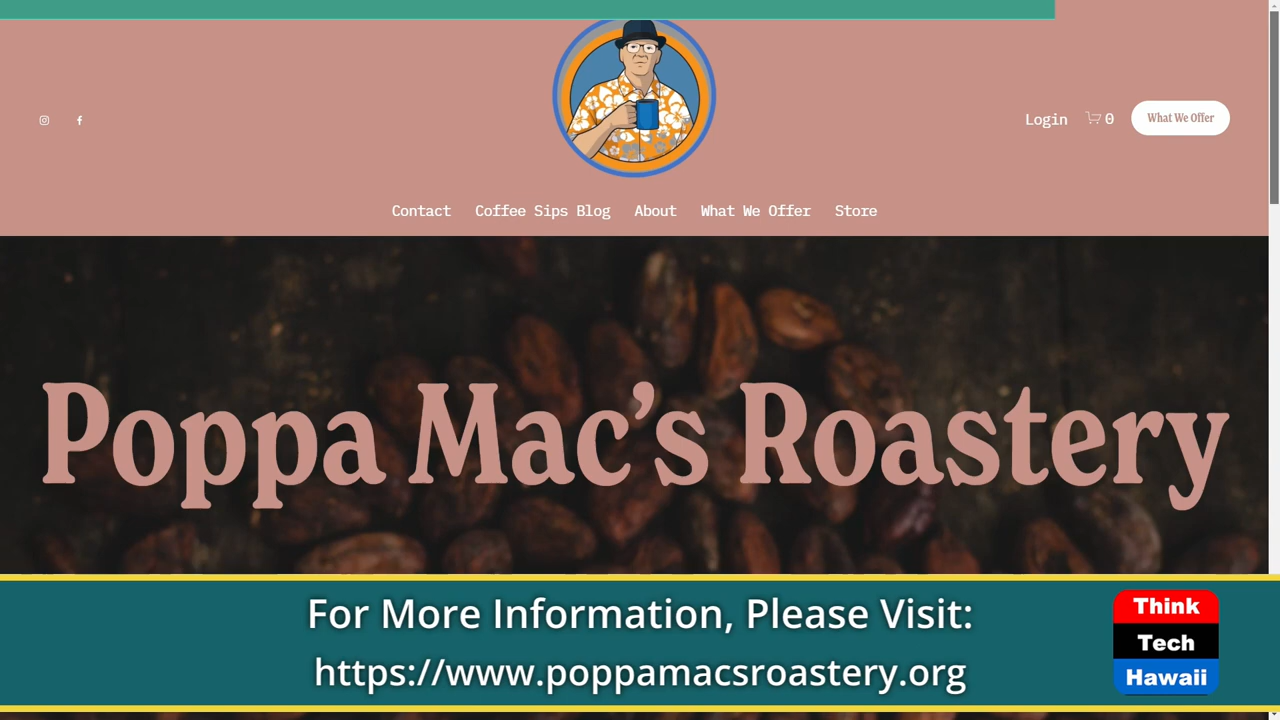 Login 0 What We Offer
Contact Coffee Sips Blog About What We Offer Store
Poppa Mac's Roastery
For More Information, Please Visit:
https://www.poppamacsroastery.org
Think
Tech
Hawaii